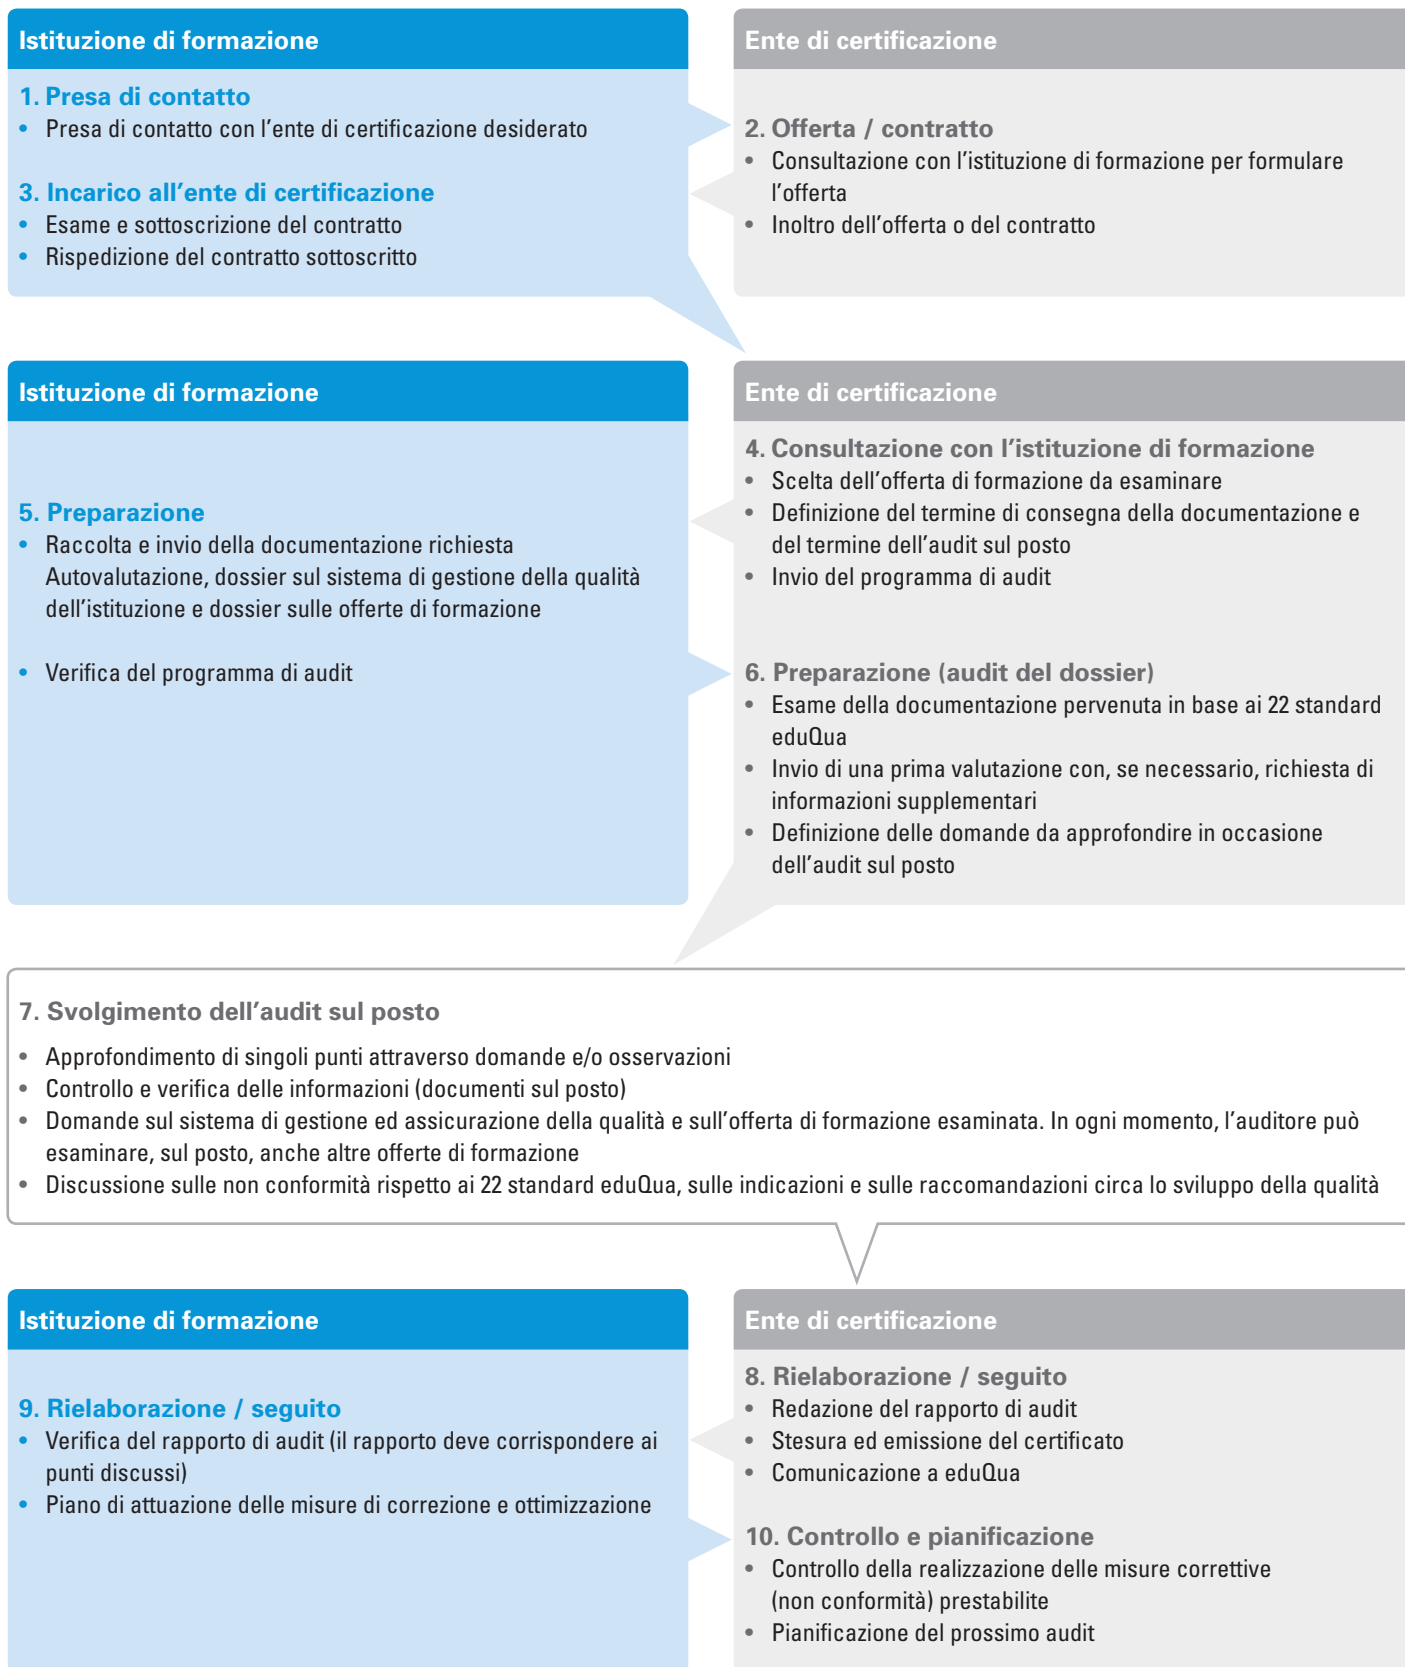 Istituzione di formazione
Ente di certificazione
1. Presa di contatto
• Presa di contatto con l'ente di certificazione desiderato
2. Offerta / contratto
• Consultazione con l'istituzione di formazione per formulare
l'offerta
• Inoltro dell'offerta o del contratto
3. Incarico all'ente di certificazione
• Esame e sottoscrizione del contratto
• Rispedizione del contratto sottoscritto
Istituzione di formazione
Ente di certificazione
4. Consultazione con l'istituzione di formazione
• Scelta dell'offerta di formazione da esaminare
• Definizione del termine di consegna della documentazione e
del termine dell'audit sul posto
• Invio del programma di audit
5. Preparazione
• Raccolta e invio della documentazione richiesta
Autovalutazione, dossier sul sistema di gestione della qualità
dell'istituzione e dossier sulle offerte di formazione
• Verifica del programma di audit
6. Preparazione (audit del dossier)
• Esame della documentazione pervenuta in base ai 22 standard
eduQua
• Invio di una prima valutazione con, se necessario, richiesta di
informazioni supplementari
• Definizione delle domande da approfondire in occasione
dell'audit sul posto
7. Svolgimento dell'audit sul posto
• Approfondimento di singoli punti attraverso domande e/o osservazioni
• Controllo e verifica delle informazioni (documenti sul posto)
• Domande sul sistema di gestione ed assicurazione della qualità e sull'offerta di formazione esaminata. In ogni momento, l'auditore può
esaminare, sul posto, anche altre offerte di formazione
• Discussione sulle non conformità rispetto ai 22 standard eduQua, sulle indicazioni e sulle raccomandazioni circa lo sviluppo della qualità
Istituzione di formazione
Ente di certificazione
8. Rielaborazione / seguito
• Redazione del rapporto di audit
• Stesura ed emissione del certificato
• Comunicazione a eduQua
9. Rielaborazione / seguito
• Verifica del rapporto di audit (il rapporto deve corrispondere ai
punti discussi)
• Piano di attuazione delle misure di correzione e ottimizzazione
10. Controllo e pianificazione
• Controllo della realizzazione delle misure correttive
(non conformità) prestabilite
• Pianificazione del prossimo audit